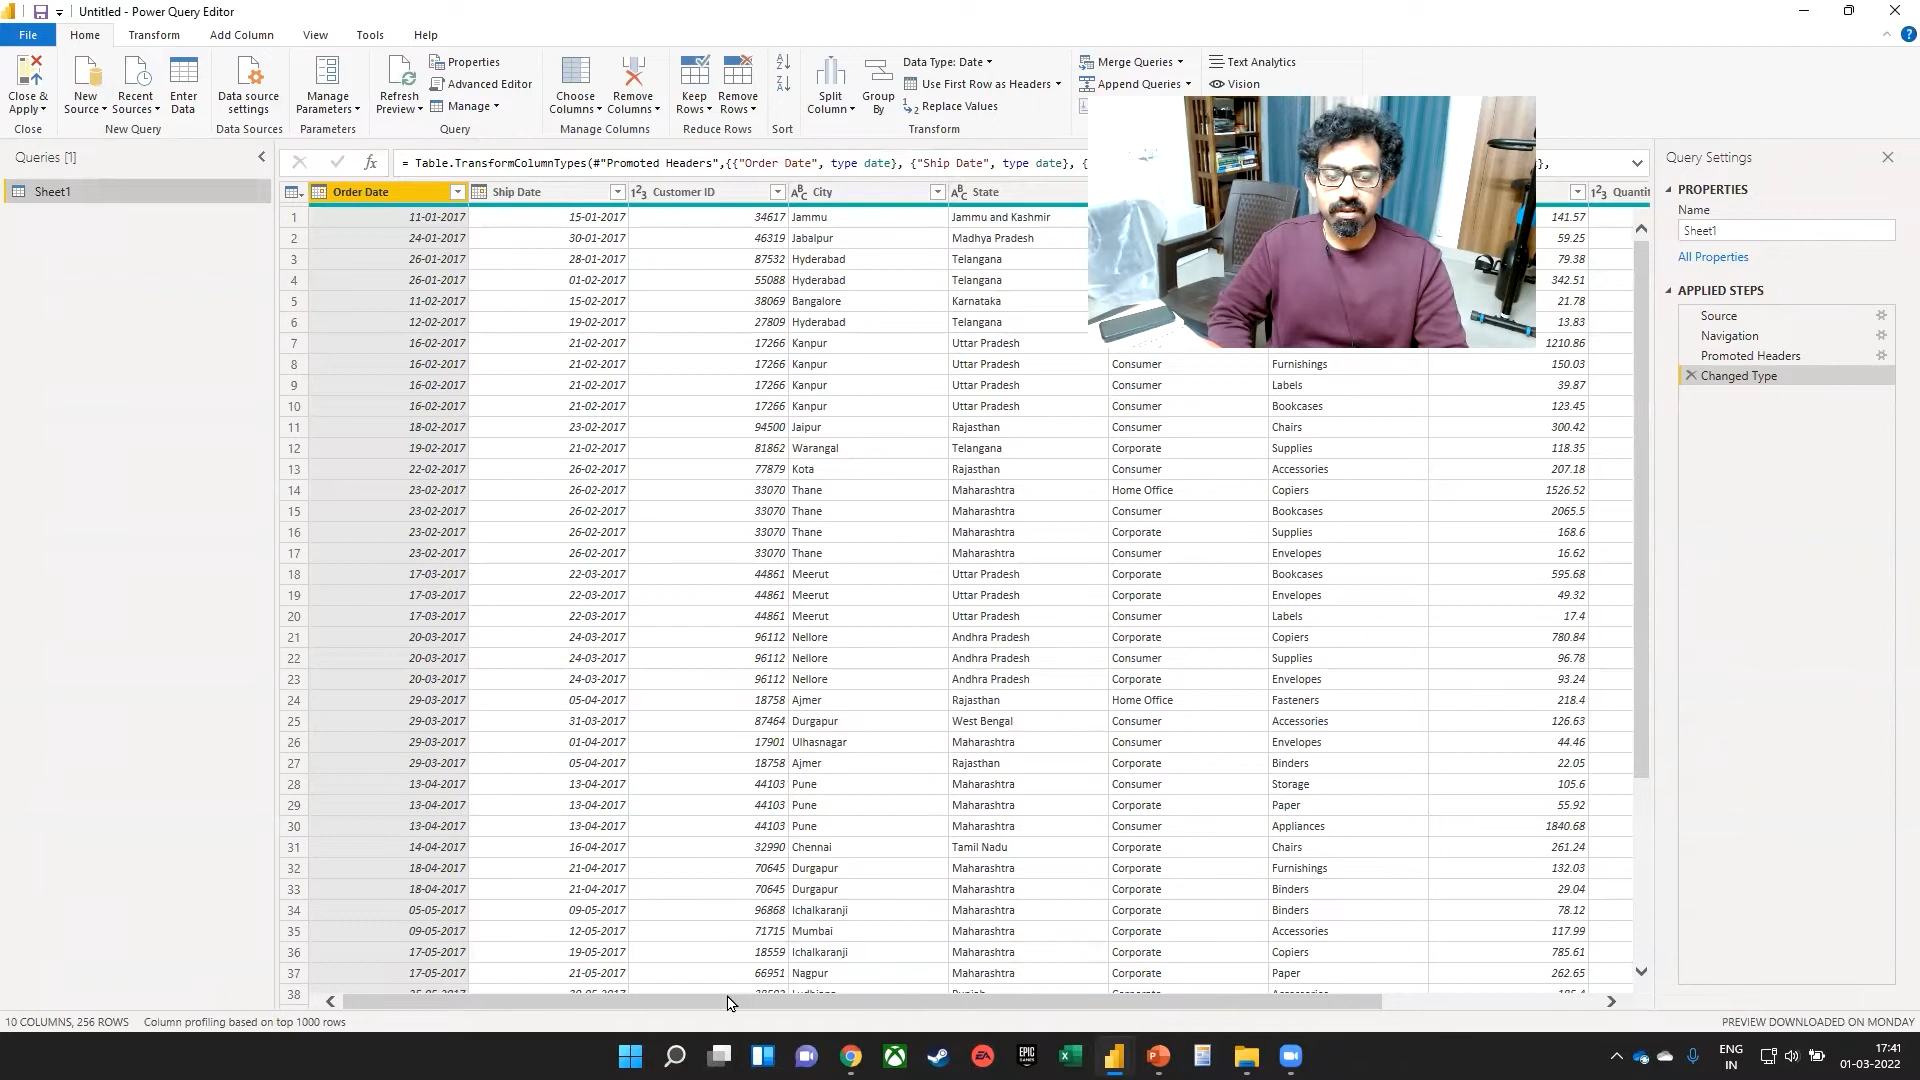 Untitled - Power Query Editor
File Home Transform Add Column View Tools Help
Close & Apply
Close
New Source
Recent Sources
Enter Data
New Query
Data source settings
Data Sources
Manage Parameters
Parameters
Refresh Preview
Properties
Advanced Editor
Manage
Query
Choose Columns
Remove Columns
Manage Columns
Keep Rows
Remove Rows
Reduce Rows
Sort
Split Column
Group By
Data Type: Date
Use First Row as Headers
Replace Values
Transform
Merge Queries
Append Queries
Text Analytics
Vision
Queries [1]
Sheet1
= Table.TransformColumnTypes(#"Promoted Headers",{{"Order Date", type date}, {"Ship Date", type date}, {
Order Date Ship Date Customer ID City State Quantit
1 11-01-2017 15-01-2017 34617 Jammu Jammu and Kashmir 141.57
2 24-01-2017 30-01-2017 46319 Jabalpur Madhya Pradesh 59.25
3 26-01-2017 28-01-2017 87532 Hyderabad Telangana 79.38
4 26-01-2017 01-02-2017 55088 Hyderabad Telangana 342.51
5 11-02-2017 15-02-2017 38069 Bangalore Karnataka 21.78
6 12-02-2017 19-02-2017 27809 Hyderabad Telangana 13.83
7 16-02-2017 21-02-2017 17266 Kanpur Uttar Pradesh 1210.86
8 16-02-2017 21-02-2017 17266 Kanpur Uttar Pradesh Consumer Furnishings 150.03
9 16-02-2017 21-02-2017 17266 Kanpur Uttar Pradesh Consumer Labels 39.87
10 16-02-2017 21-02-2017 17266 Kanpur Uttar Pradesh Consumer Bookcases 123.45
11 18-02-2017 23-02-2017 94500 Jaipur Rajasthan Consumer Chairs 300.42
12 19-02-2017 21-02-2017 81862 Warangal Telangana Corporate Supplies 118.35
13 22-02-2017 26-02-2017 77879 Kota Rajasthan Consumer Accessories 207.18
14 23-02-2017 26-02-2017 33070 Thane Maharashtra Home Office Copiers 1526.52
15 23-02-2017 26-02-2017 33070 Thane Maharashtra Consumer Bookcases 2065.5
16 23-02-2017 26-02-2017 33070 Thane Maharashtra Corporate Supplies 168.6
17 23-02-2017 26-02-2017 33070 Thane Maharashtra Consumer Envelopes 16.62
18 17-03-2017 22-03-2017 44861 Meerut Uttar Pradesh Corporate Bookcases 595.68
19 17-03-2017 22-03-2017 44861 Meerut Uttar Pradesh Corporate Envelopes 49.32
20 17-03-2017 22-03-2017 44861 Meerut Uttar Pradesh Consumer Labels 17.4
21 20-03-2017 24-03-2017 96112 Nellore Andhra Pradesh Corporate Copiers 780.84
22 20-03-2017 24-03-2017 96112 Nellore Andhra Pradesh Consumer Supplies 96.78
23 20-03-2017 24-03-2017 96112 Nellore Andhra Pradesh Corporate Envelopes 93.24
24 29-03-2017 05-04-2017 18758 Ajmer Rajasthan Home Office Fasteners 218.4
25 29-03-2017 31-03-2017 87464 Durgapur West Bengal Consumer Accessories 126.63
26 29-03-2017 01-04-2017 17901 Ulhasnagar Maharashtra Consumer Envelopes 44.46
27 29-03-2017 05-04-2017 18758 Ajmer Rajasthan Corporate Binders 22.05
28 13-04-2017 13-04-2017 44103 Pune Maharashtra Consumer Storage 105.6
29 13-04-2017 13-04-2017 44103 Pune Maharashtra Corporate Paper 55.92
30 13-04-2017 13-04-2017 44103 Pune Maharashtra Consumer Appliances 1840.68
31 14-04-2017 16-04-2017 32990 Chennai Tamil Nadu Corporate Chairs 261.24
32 18-04-2017 21-04-2017 70645 Durgapur Maharashtra Corporate Furnishings 132.03
33 18-04-2017 21-04-2017 70645 Durgapur Maharashtra Corporate Binders 29.04
34 05-05-2017 09-05-2017 96868 Ichalkaranji Maharashtra Corporate Binders 78.12
35 09-05-2017 12-05-2017 71715 Mumbai Maharashtra Corporate Accessories 117.99
36 17-05-2017 19-05-2017 18559 Ichalkaranji Maharashtra Corporate Copiers 785.61
37 17-05-2017 21-05-2017 66951 Nagpur Maharashtra Corporate Paper 262.65
38
Query Settings
PROPERTIES
Name
Sheet1
All Properties
APPLIED STEPS
Source
Navigation
Promoted Headers
Changed Type
10 COLUMNS, 256 ROWS Column profiling based on top 1000 rows
PREVIEW DOWNLOADED ON MONDAY
ENG
IN
17:41
01-03-2022